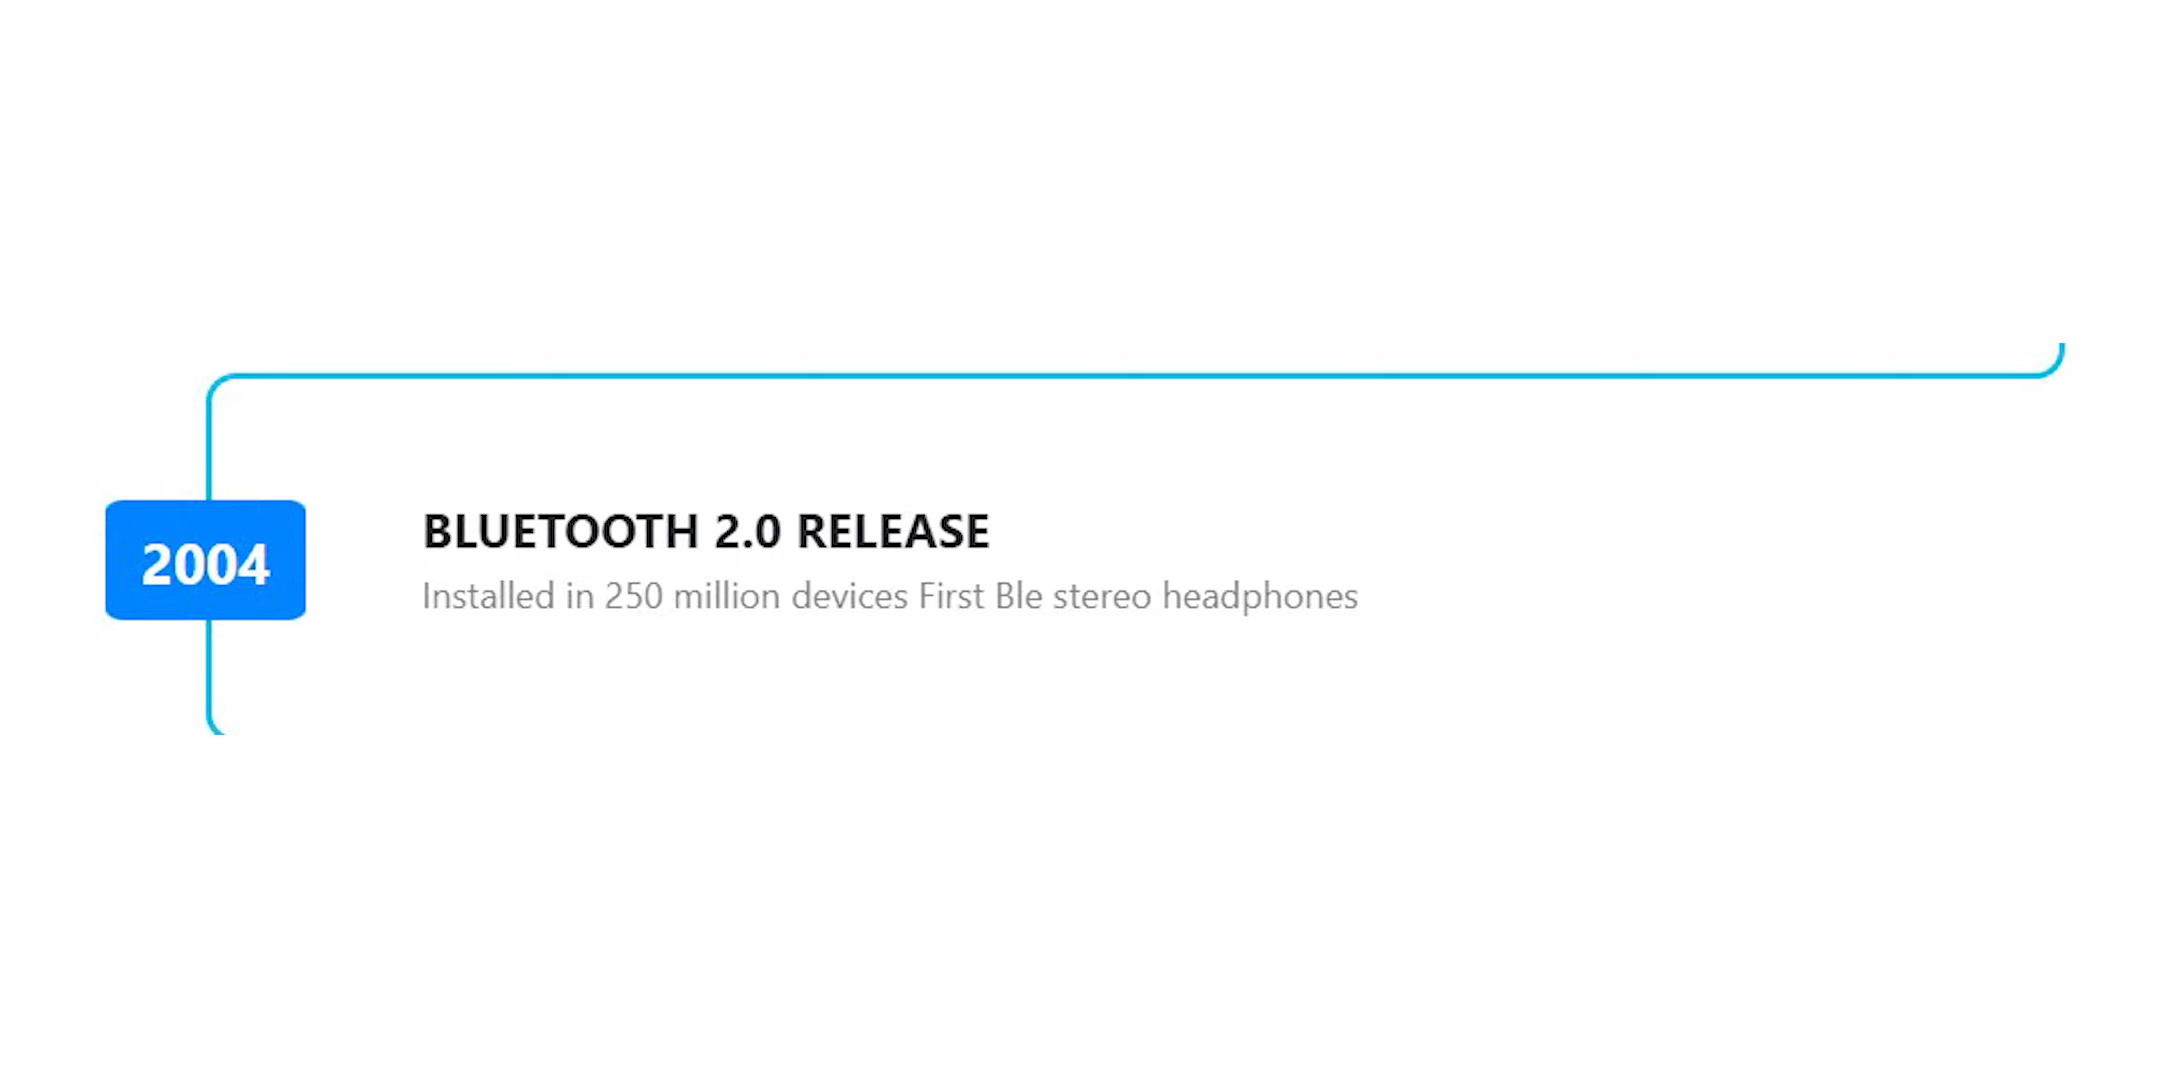 2004
BLUETOOTH 2.0 RELEASE
Installed in 250 million devices First Ble stereo headphones